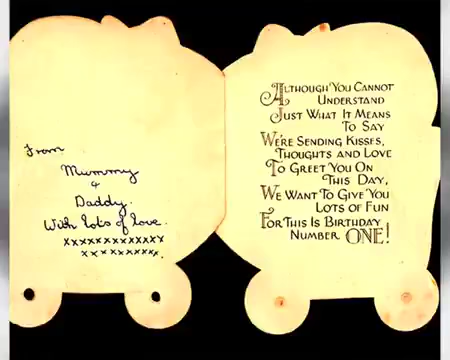 From
Mummy
&
Daddy.
With lots of love.
xxxxxxxxxxxxx
xxxxxxxxxx
ALTHOUGH YOU CANNOT
UNDERSTAND
JUST WHAT IT MEANS
TO SAY
WE'RE SENDING KISSES,
THOUGHTS AND LOVE
TO GREET YOU ON
THIS DAY,
WE WANT TO GIVE YOU
LOTS OF FUN
FOR THIS IS BIRTHDAY
NUMBER ONE!